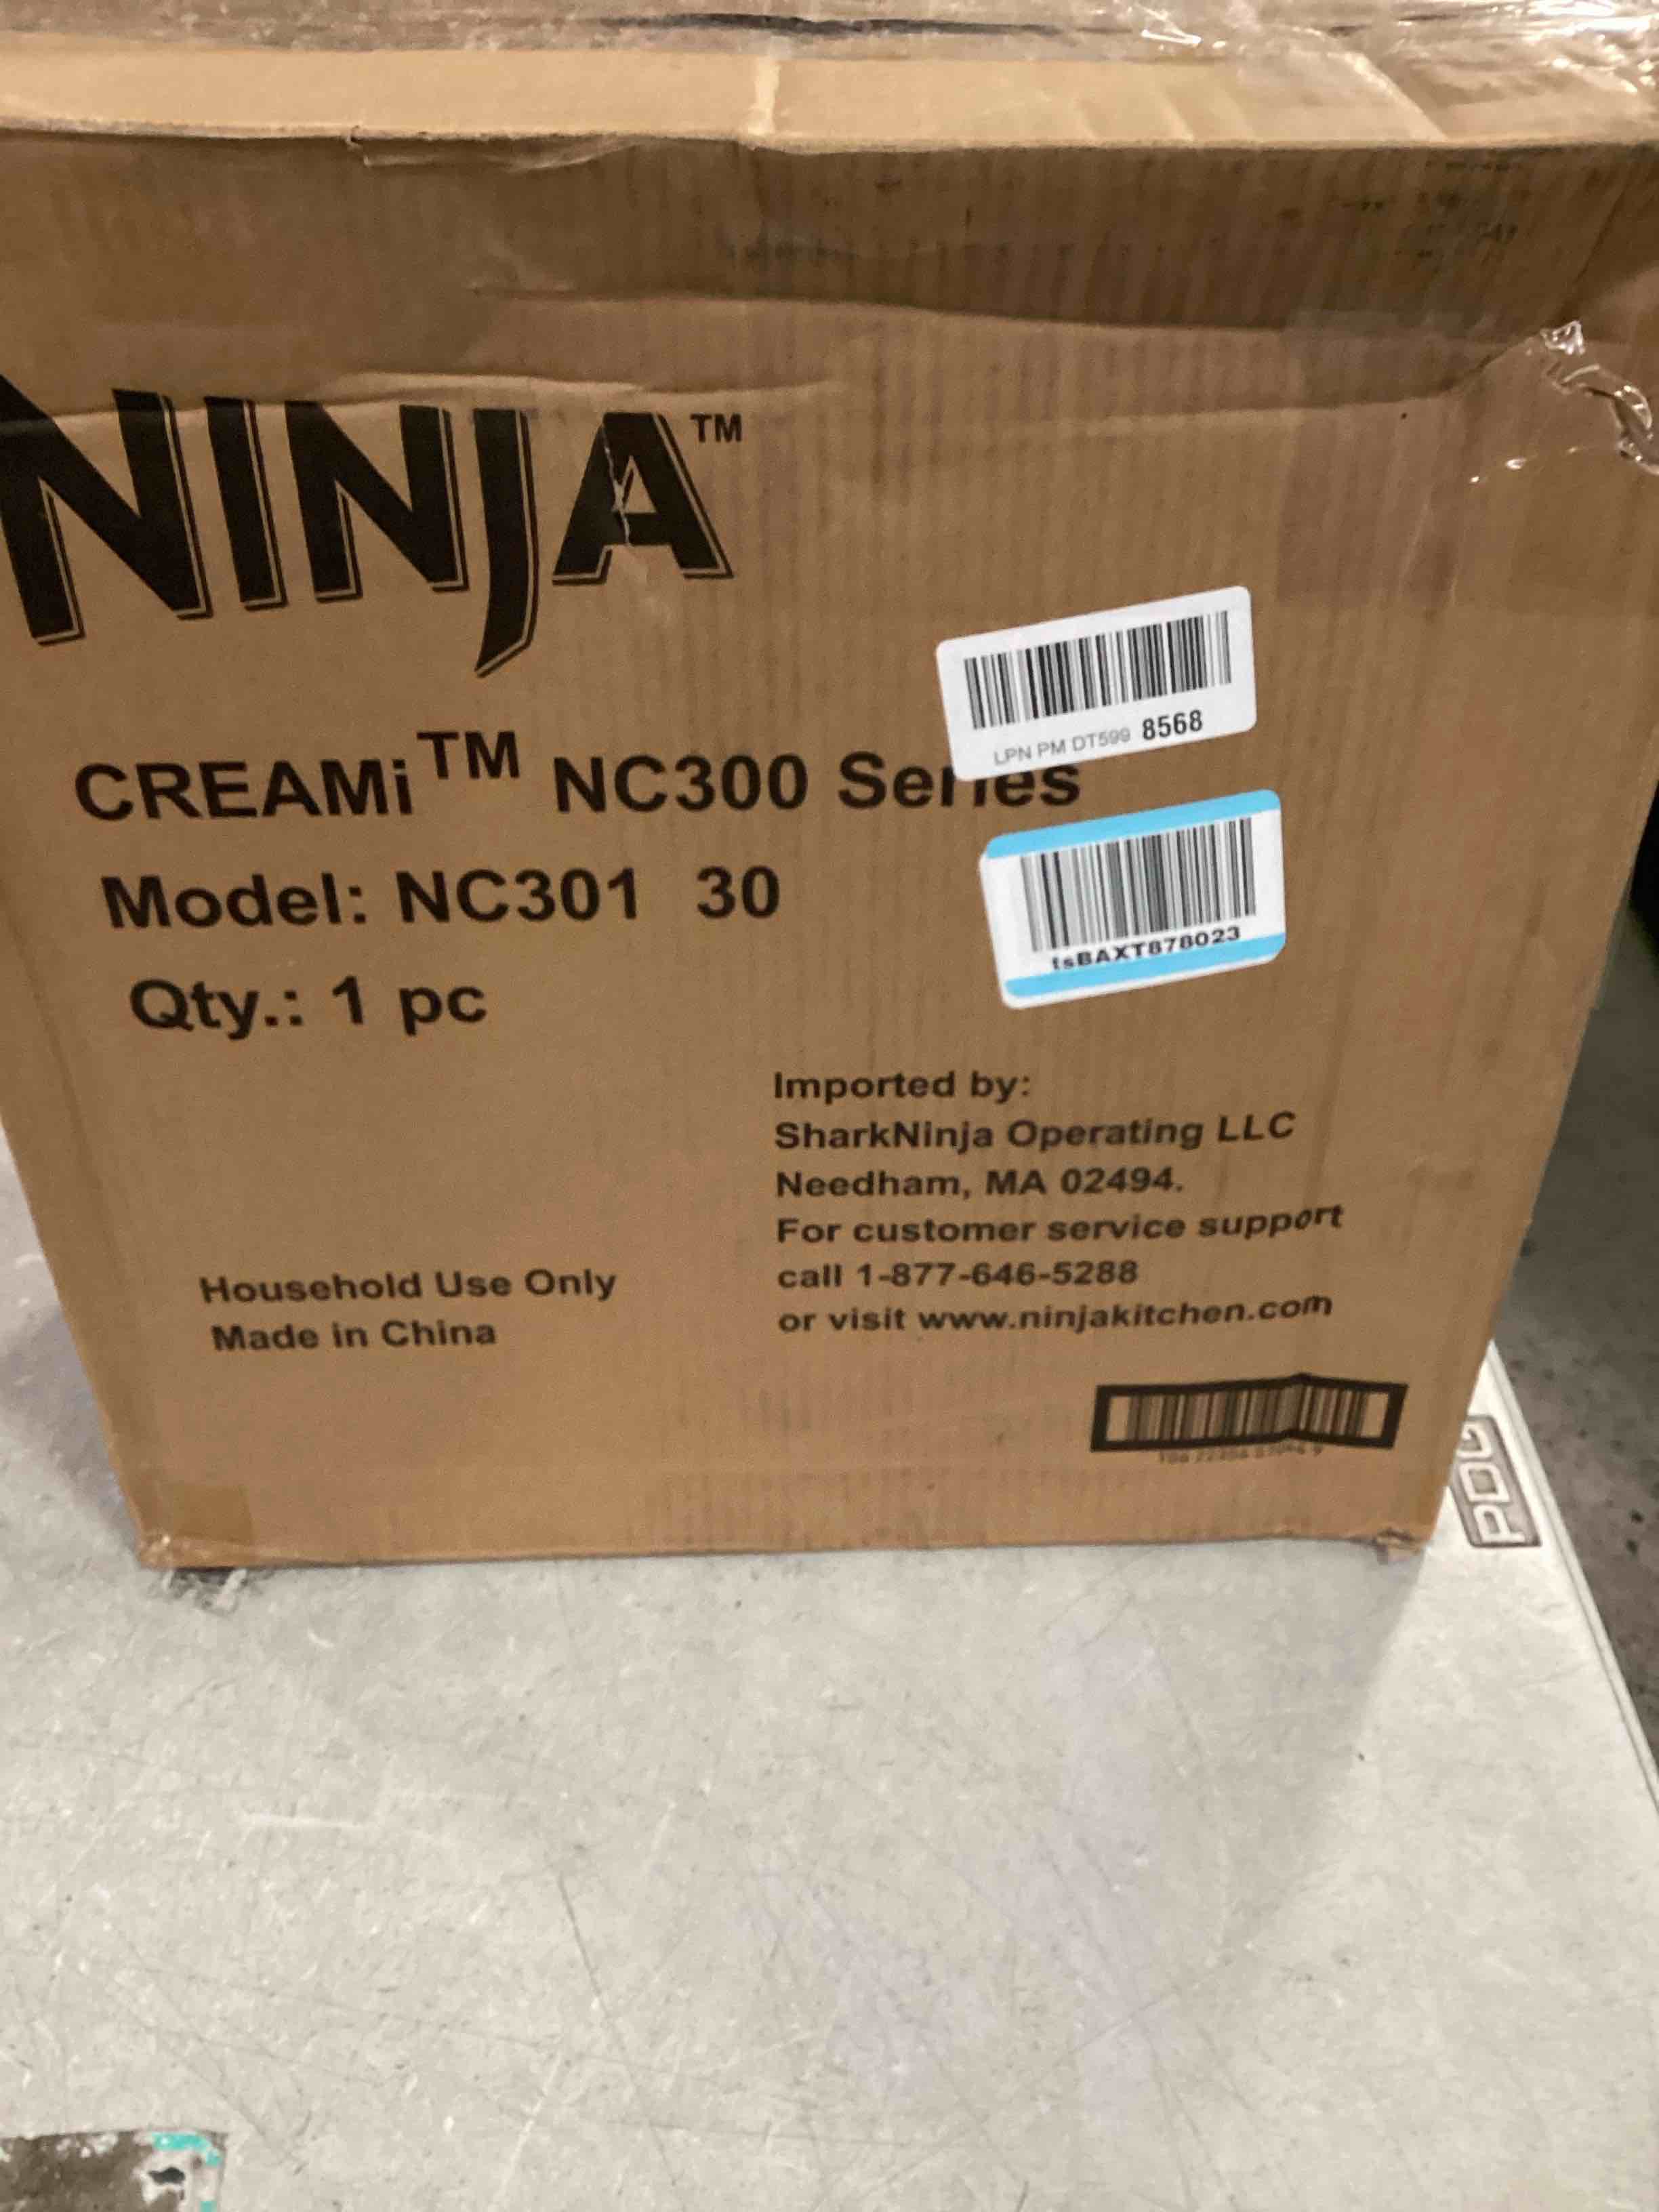 NINJA™
LPN PM DT599 8568
CREAMi™ NC300 Series
Model: NC301 30
tsBAXT878023
Qty.: 1 pc
Imported by:
SharkNinja Operating LLC
Needham, MA 02494.
For customer service support
call 1-877-646-5288
or visit www.ninjakitchen.com
Household Use Only
Made in China
PDG